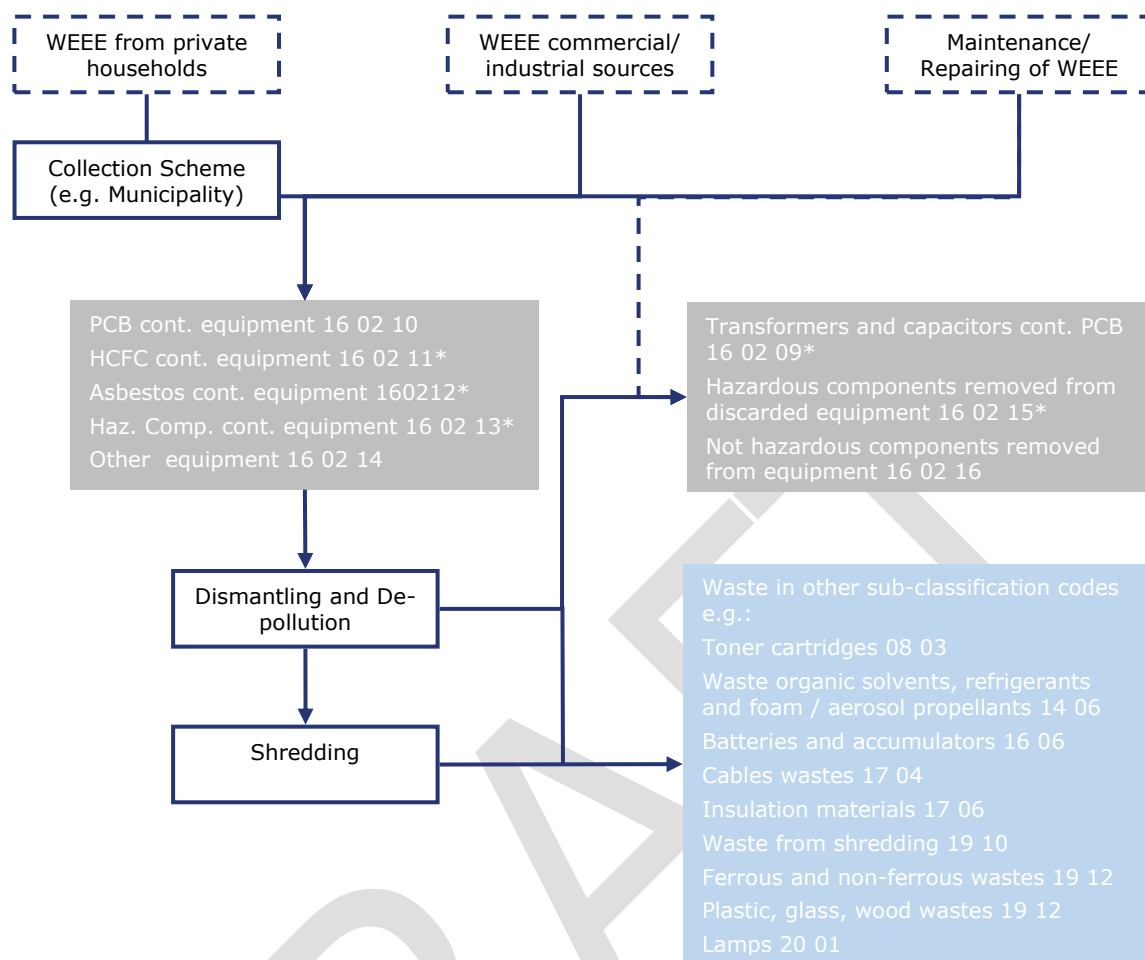 WEEE from private
households
WEEE commercial/
industrial sources
Maintenance/
Repairing of WEEE
Collection Scheme
(e.g. Municipality)
PCB cont. equipment 16 02 10
HCFC cont. equipment 16 02 11*
Asbestos cont. equipment 160212*
Haz. Comp. cont. equipment 16 02 13*
Other  equipment 16 02 14
Transformers and capacitors cont. PCB
16 02 09*
Hazardous components removed from
discarded equipment 16 02 15*
Not hazardous components removed
from equipment 16 02 16
Dismantling and De-
pollution
Shredding
Waste in other sub-classification codes
e.g.:
Toner cartridges 08 03
Waste organic solvents, refrigerants
and foam / aerosol propellants 14 06
Batteries and accumulators 16 06
Cables wastes 17 04
Insulation materials 17 06
Waste from shredding 19 10
Ferrous and non-ferrous wastes 19 12
Plastic, glass, wood wastes 19 12
Lamps 20 01